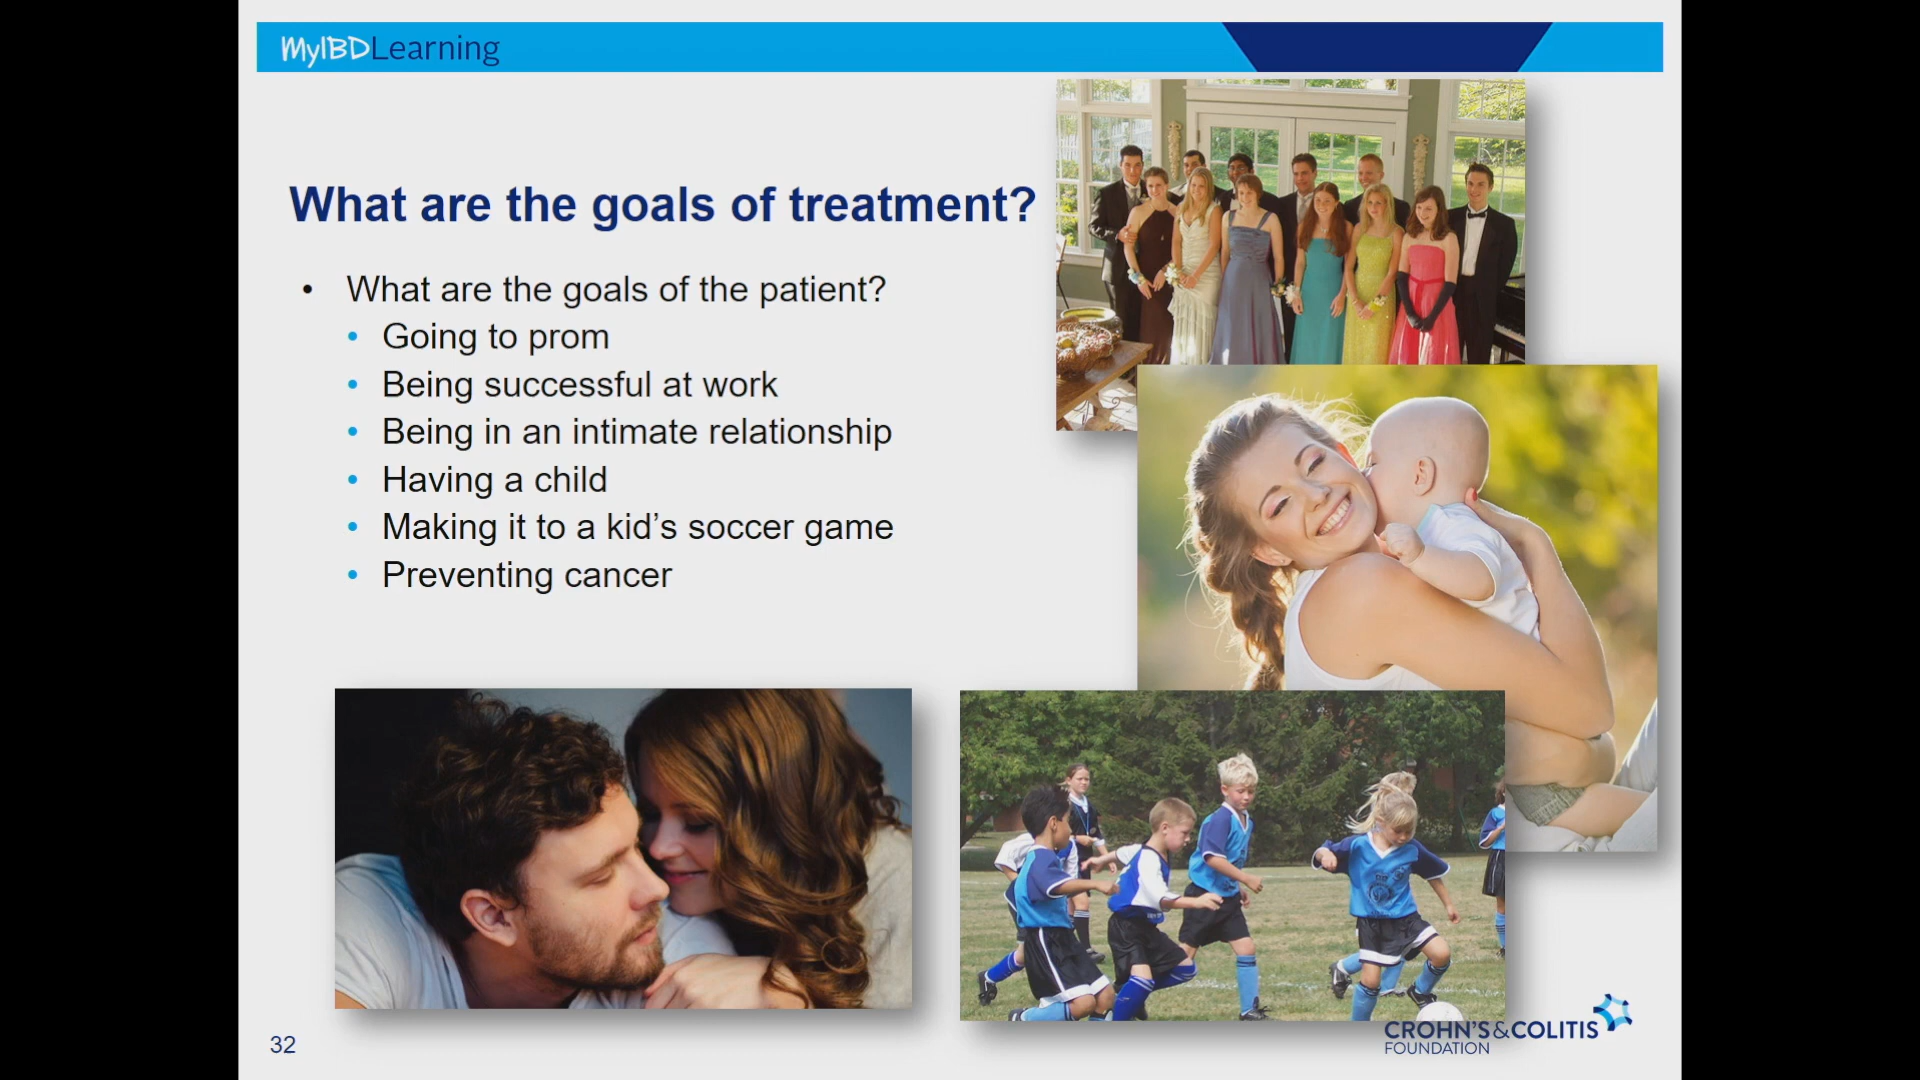 MyIBDLearning
What are the goals of treatment?
• What are the goals of the patient?
• Going to prom
• Being successful at work
• Being in an intimate relationship
• Having a child
• Making it to a kid’s soccer game
• Preventing cancer
32
CROHN'S&COLITIS
FOUNDATION